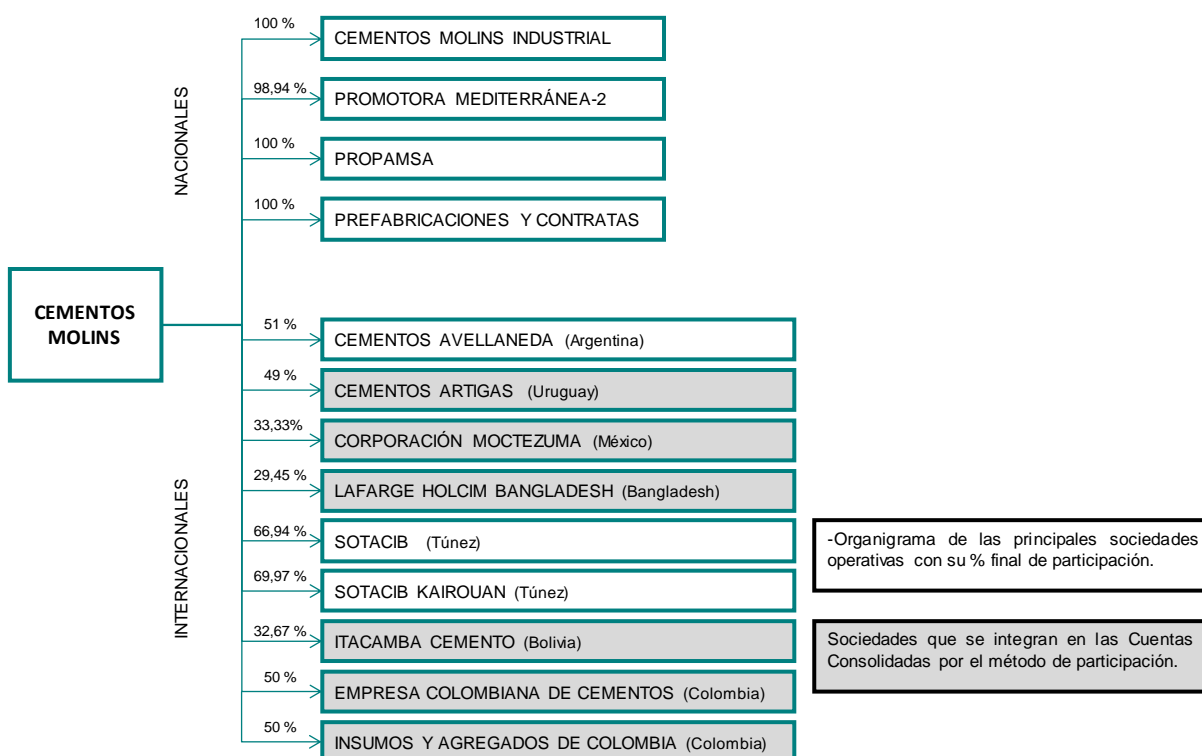 NACIONALES
100 %
CEMENTOS MOLINS INDUSTRIAL
98,94 %
PROMOTORA MEDITERRÁNEA-2
100 %
PROPAMSA
100 %
PREFABRICACIONES Y CONTRATAS
CEMENTOS
MOLINS
INTERNACIONALES
51 %
CEMENTOS AVELLANEDA (Argentina)
49 %
CEMENTOS ARTIGAS (Uruguay)
33,33%
CORPORACIÓN MOCTEZUMA (México)
29,45 %
LAFARGE HOLCIM BANGLADESH (Bangladesh)
66,94 %
SOTACIB (Túnez)
69,97 %
SOTACIB KAIROUAN (Túnez)
32,67 %
ITACAMBA CEMENTO (Bolivia)
50 %
EMPRESA COLOMBIANA DE CEMENTOS (Colombia)
50 %
INSUMOS Y AGREGADOS DE COLOMBIA (Colombia)
-Organigrama de las principales sociedades
operativas con su % final de participación.
Sociedades que se integran en las Cuentas
Consolidadas por el método de participación.